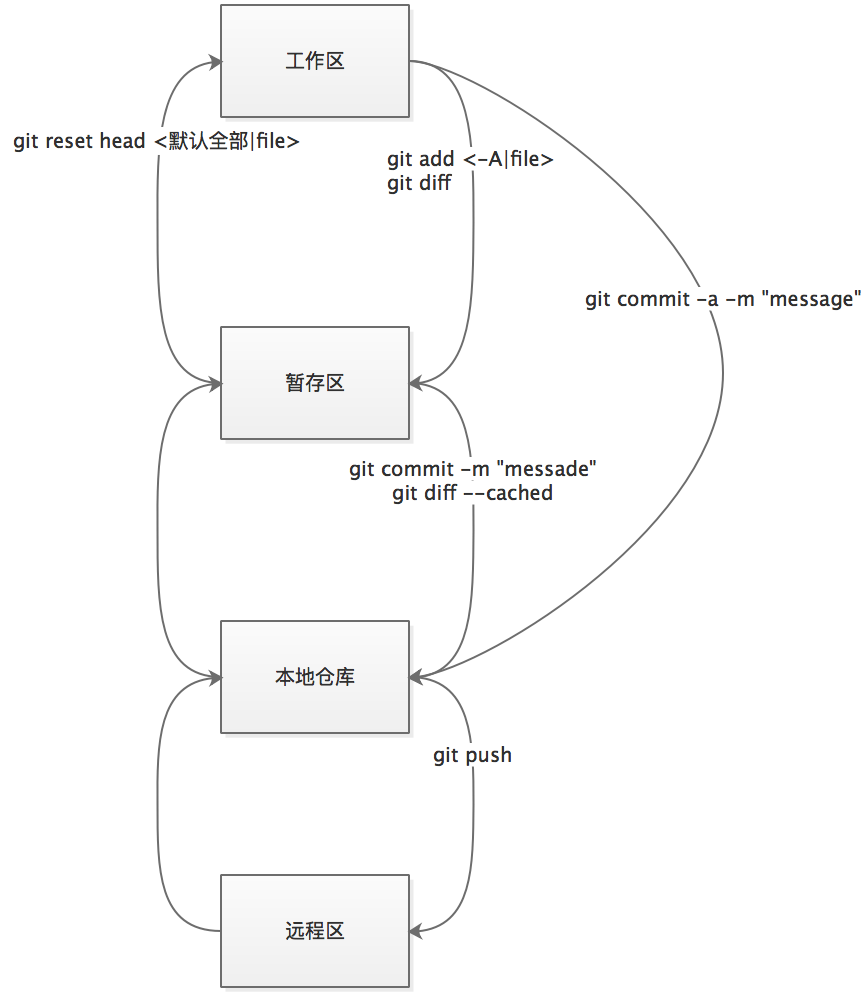 工作区
git reset head <默认全部|file>
git add <-A|file>
git diff
git commit -a -m "message"
暂存区
git commit -m "messade"
git diff --cached
本地仓库
git push
远程区